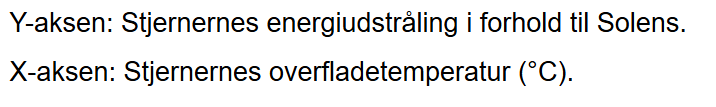 Y-aksen: Stjernernes energiudstråling i forhold til Solens.
X-aksen: Stjernernes overfladetemperatur (°C).